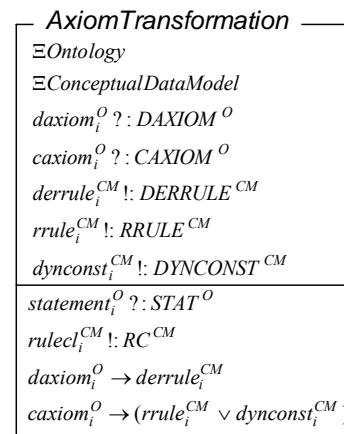 AxiomTransformation
ΞOntology
ΞConceptualDataModel
daxiom_i^O ?: DAXIOM^O
caxiom_i^O ?: CAXIOM^O
derrule_i^CM !: DERRULE^CM
rrule_i^CM !: RRULE^CM
dynconst_i^CM !: DYNCONST^CM
statement_i^O ?: STAT^O
rulecl_i^CM !: RC^CM
daxiom_i^O → derrule_i^CM
caxiom_i^O → (rrule_i^CM ∨ dynconst_i^CM)